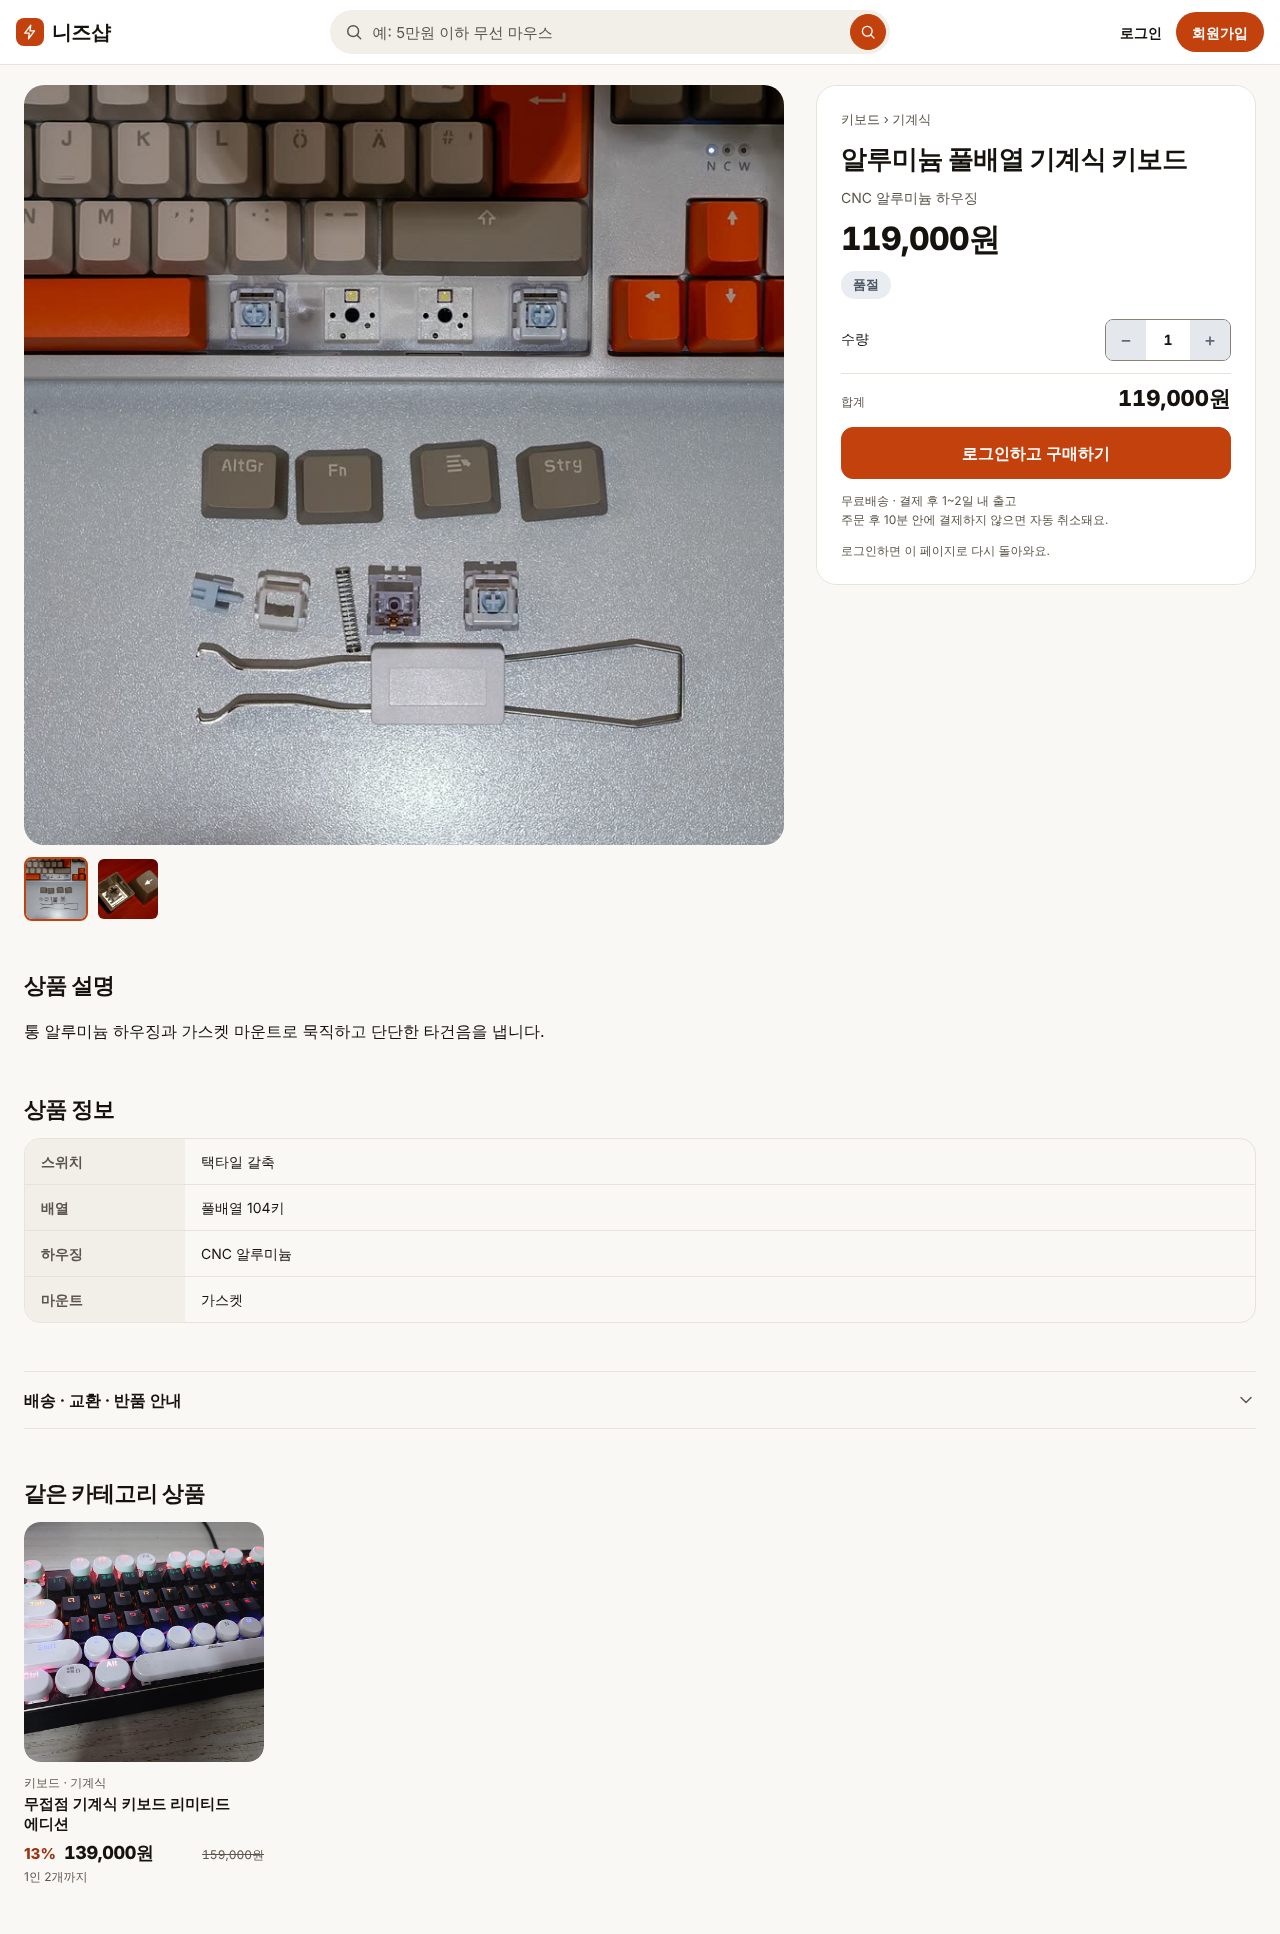 니즈샵
예: 5만원 이하 무선 마우스
로그인
회원가입
J K L Ö Ä
N C W
N M
µ
AltGr
Fn
Strg
키보드 › 기계식
알루미늄 풀배열 기계식 키보드
CNC 알루미늄 하우징
119,000원
품절
수량
− 1 +
합계
119,000원
로그인하고 구매하기
무료배송 · 결제 후 1~2일 내 출고
주문 후 10분 안에 결제하지 않으면 자동 취소돼요.
로그인하면 이 페이지로 다시 돌아와요.
상품 설명
통 알루미늄 하우징과 가스켓 마운트로 묵직하고 단단한 타건음을 냅니다.
상품 정보
스위치 택타일 갈축
배열 풀배열 104키
하우징 CNC 알루미늄
마운트 가스켓
배송 · 교환 · 반품 안내
같은 카테고리 상품
Alt
키보드 · 기계식
무접점 기계식 키보드 리미티드
에디션
13% 139,000원 159,000원
1인 2개까지